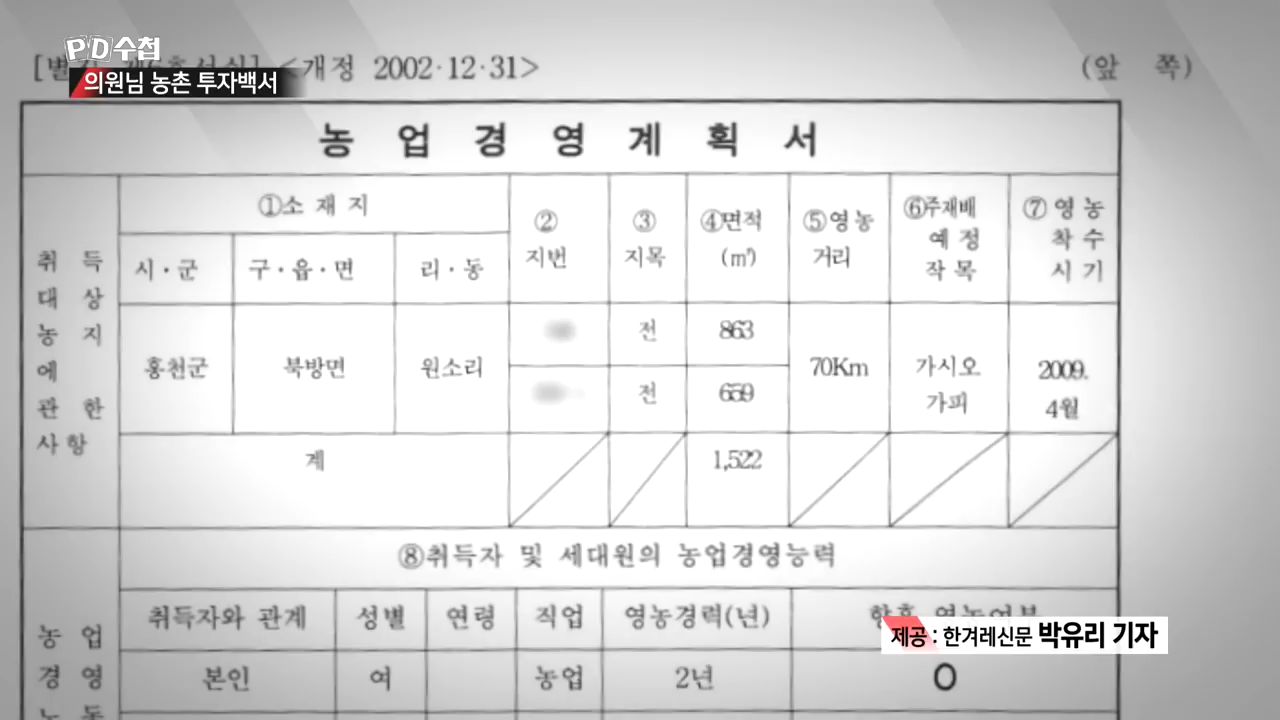 PD수첩
의원님 농촌 투자백서
<개정 2002·12·31>
(앞 쪽)
농 업 경 영 계 획 서
취 득
대 상
농 지
에
관 한
사 항
①소 재 지
시·군
구·읍·면
리·동
②
지번
③
지목
④면적
(㎡)
⑤영농
거리
⑥주재배
예 정
작 목
⑦ 영 농
착 수
시 기
홍천군
북방면
원소리
전
863
전
659
70Km
가시오
가피
2009.
4월
계
1,522
⑧취득자 및 세대원의 농업경영능력
농 업
경 영
노 동
취득자와 관계
성별
연령
직업
영농경력(년)
본인
여
농업
2년
O
제공 : 한겨레신문 박유리 기자